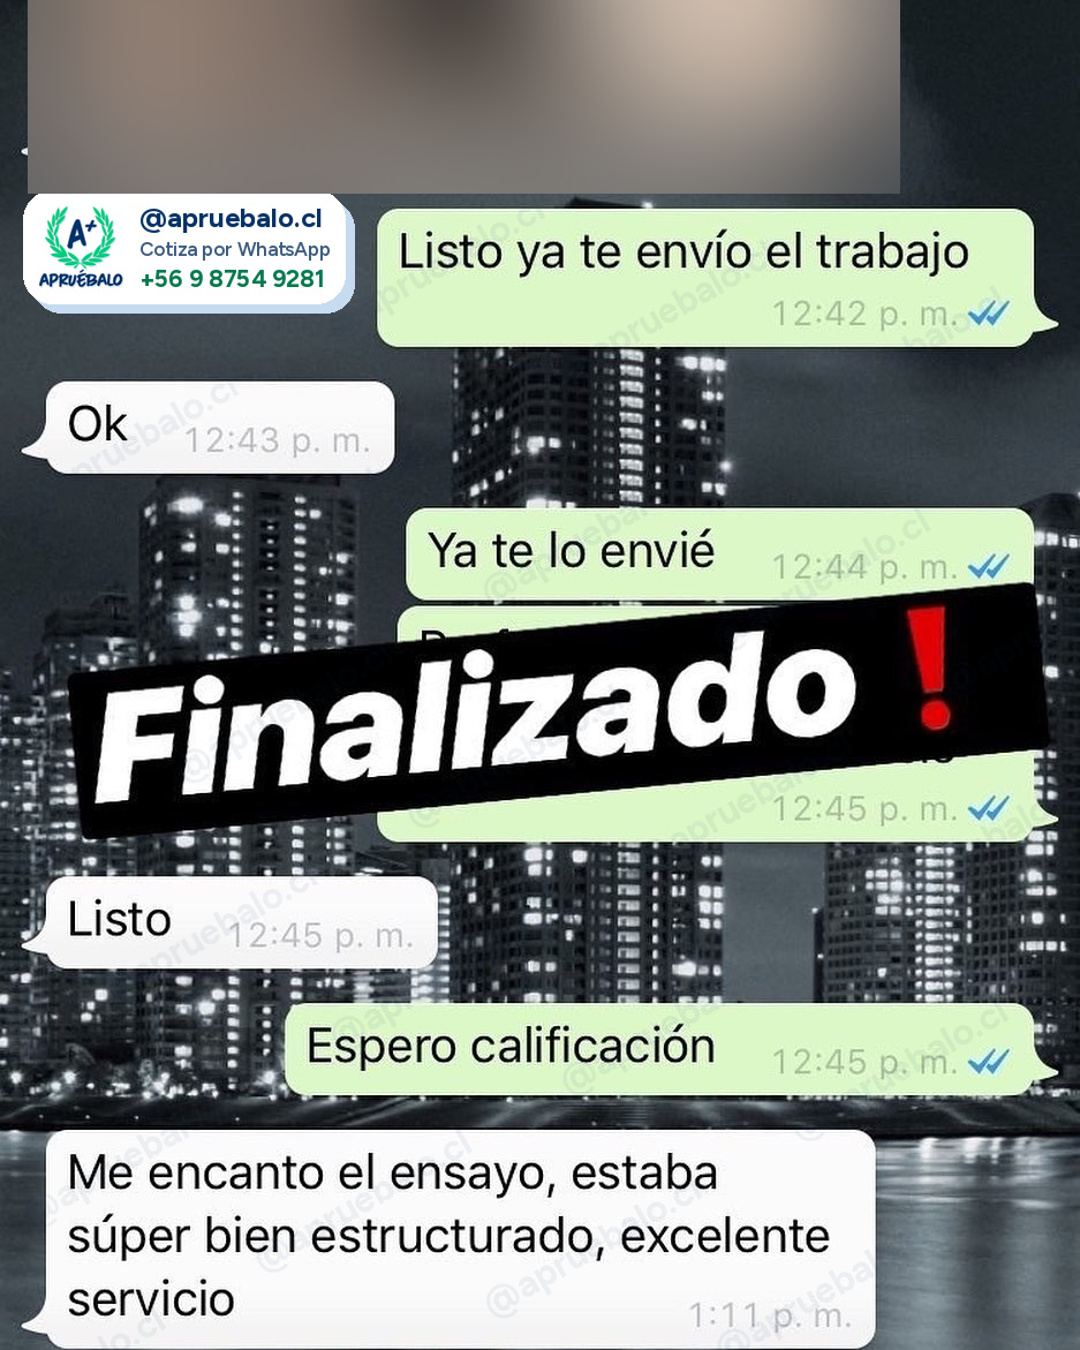 @apruebalo.cl
Cotiza por WhatsApp
+56 9 8754 9281
A+
APRUÉBALO
Listo ya te envío el trabajo
12:42 p. m.
Ok
12:43 p. m.
Ya te lo envié
12:44 p. m.
Finalizado !
12:45 p. m.
Listo
12:45 p. m.
Espero calificación
12:45 p. m.
Me encanto el ensayo, estaba
súper bien estructurado, excelente
servicio
1:11 p. m.